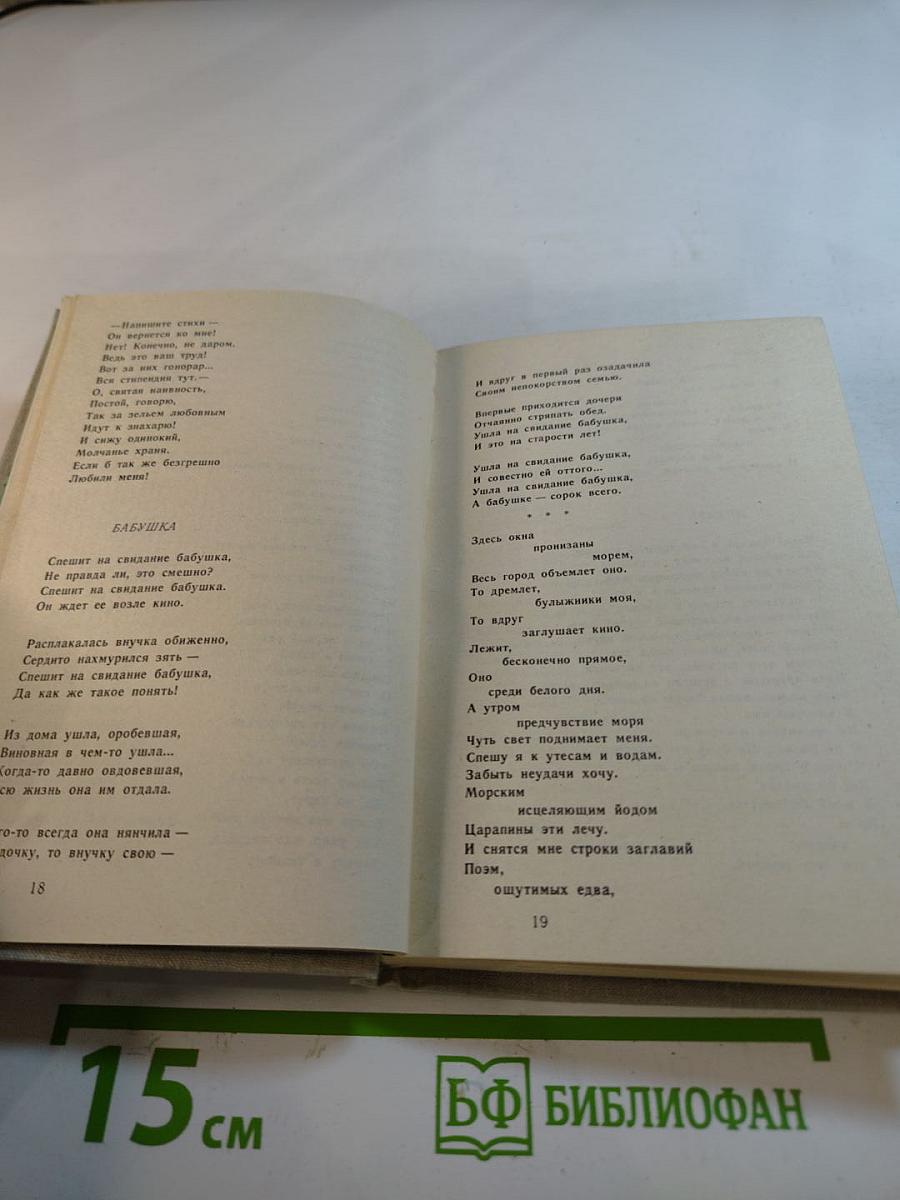 —Напишите стихи —
Он вернется ко мне!
Нет! Конечно, не даром,
Ведь это ваш труд!
Вот за них гонорар...
Вся стипендия тут.—
О, святая наивность,
Постой, говорю,
Так за зельем любовным
Идут к знахарю!
И сижу одинокий,
Молчанье храня.
Если б так же безгрешно
Любили меня!
БАБУШКА
Спешит на свидание бабушка,
Не правда ли, это смешно?
Спешит на свидание бабушка.
Он ждет ее возле кино.
Расплакалась внучка обиженно,
Сердито нахмурился зять —
Спешит на свидание бабушка,
Да как же такое понять!
Из дома ушла, оробевшая,
Виновная в чем-то ушла...
Когда-то давно овдовевшая,
сю жизнь она им отдала.
го-то всегда она нянчила —
дочку, то внучку свою —
18
И вдруг в первый раз озадачила
Своим непокорством семью.
Впервые приходится дочери
Отчаянно стряпать обед.
Ушла на свидание бабушка,
И это на старости лет!
Ушла на свидание бабушка,
И совестно ей оттого...
Ушла на свидание бабушка,
А бабушке — сорок всего.
* * *
Здесь окна
пронизаны
морем,
Весь город объемлет оно.
То дремлет,
булыжники моя,
То вдруг
заглушает кино.
Лежит,
бесконечно прямое,
Оно
среди белого дня.
А утром
предчувствие моря
Чуть свет поднимает меня.
Спешу я к утесам и водам.
Забыть неудачи хочу.
Морским
исцеляющим йодом
Царапины эти лечу.
И снятся мне строки заглавий
Поэм,
ощутимых едва,
19
15 см
БФ БИБЛИОФАН